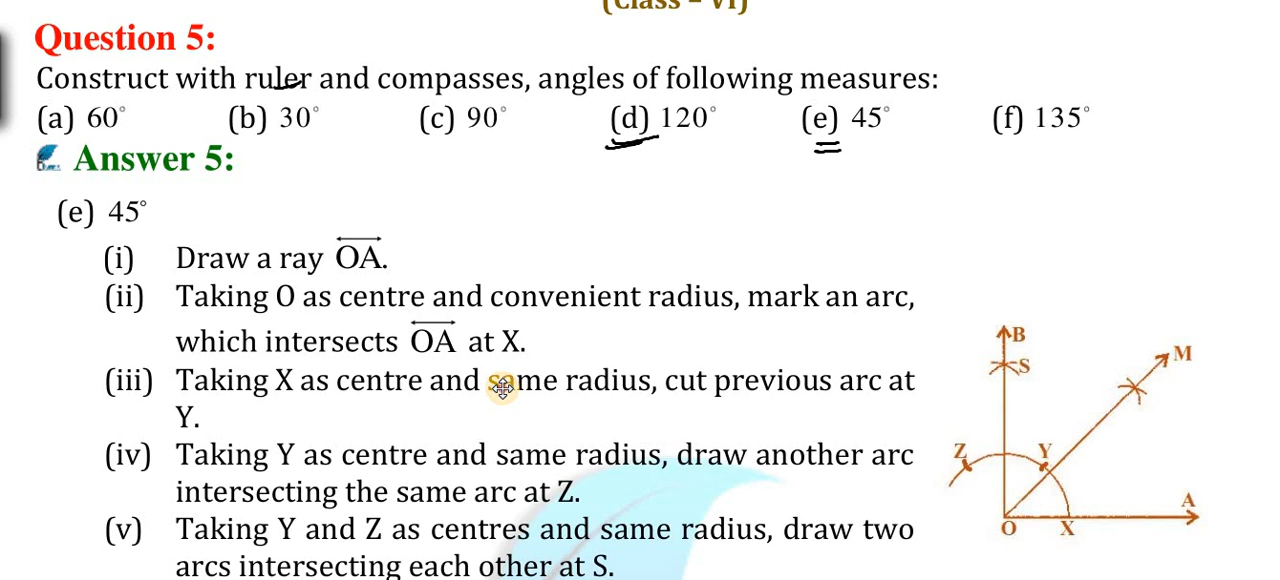 (Class – VI)
Question 5:
Construct with ruler and compasses, angles of following measures:
(a) 60° (b) 30° (c) 90° (d) 120° (e) 45° (f) 135°
Answer 5:
(e) 45°
(i) Draw a ray OA.
(ii) Taking O as centre and convenient radius, mark an arc,
which intersects OA at X.
(iii) Taking X as centre and same radius, cut previous arc at
Y.
(iv) Taking Y as centre and same radius, draw another arc
intersecting the same arc at Z.
(v) Taking Y and Z as centres and same radius, draw two
arcs intersecting each other at S.
B
S
M
Z
Y
A
O
X